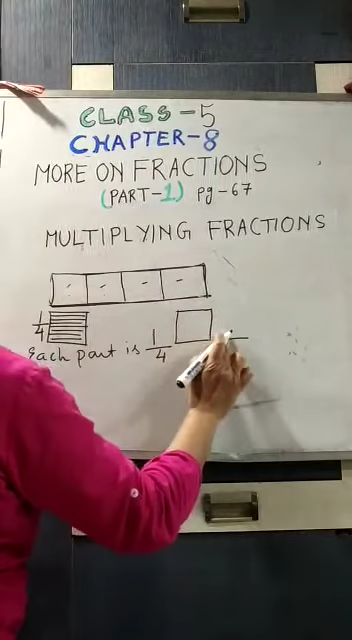 CLASS-5
CHAPTER-8
MORE ON FRACTIONS
(PART-1) Pg-67
MULTIPLYING FRACTIONS
1/4
Each part is 1/4